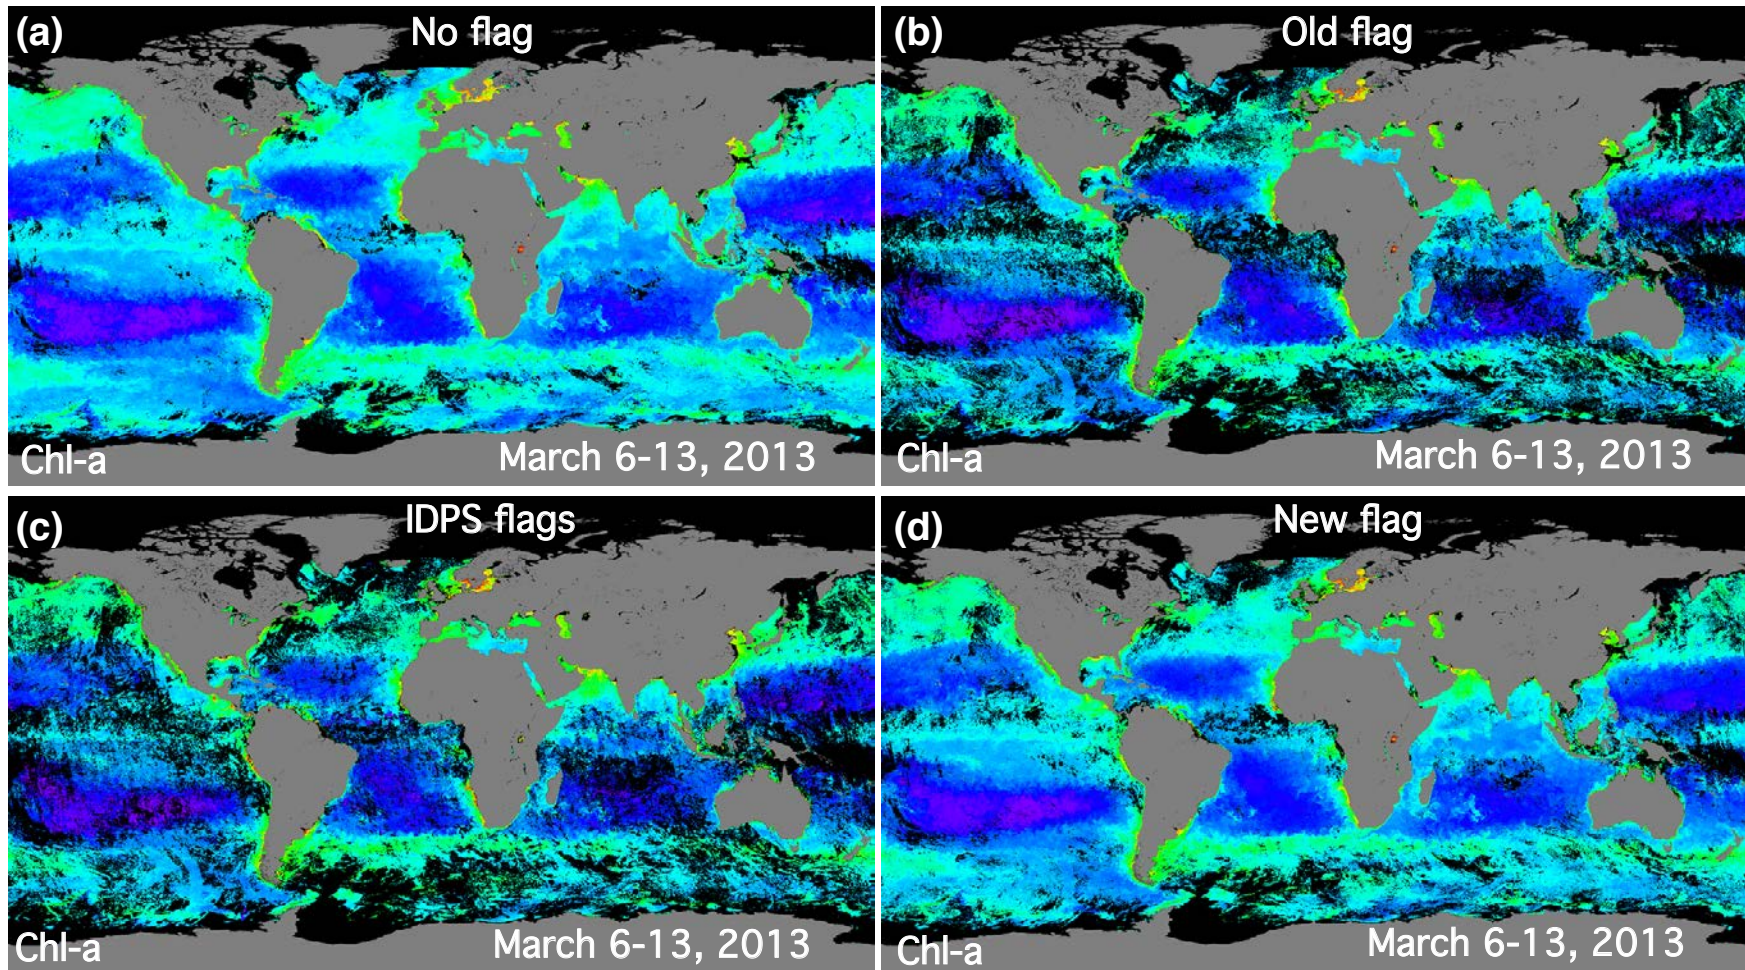 (a) No flag
Chl-a March 6-13, 2013
(b) Old flag
Chl-a March 6-13, 2013
(c) IDPS flags
Chl-a March 6-13, 2013
(d) New flag
Chl-a March 6-13, 2013